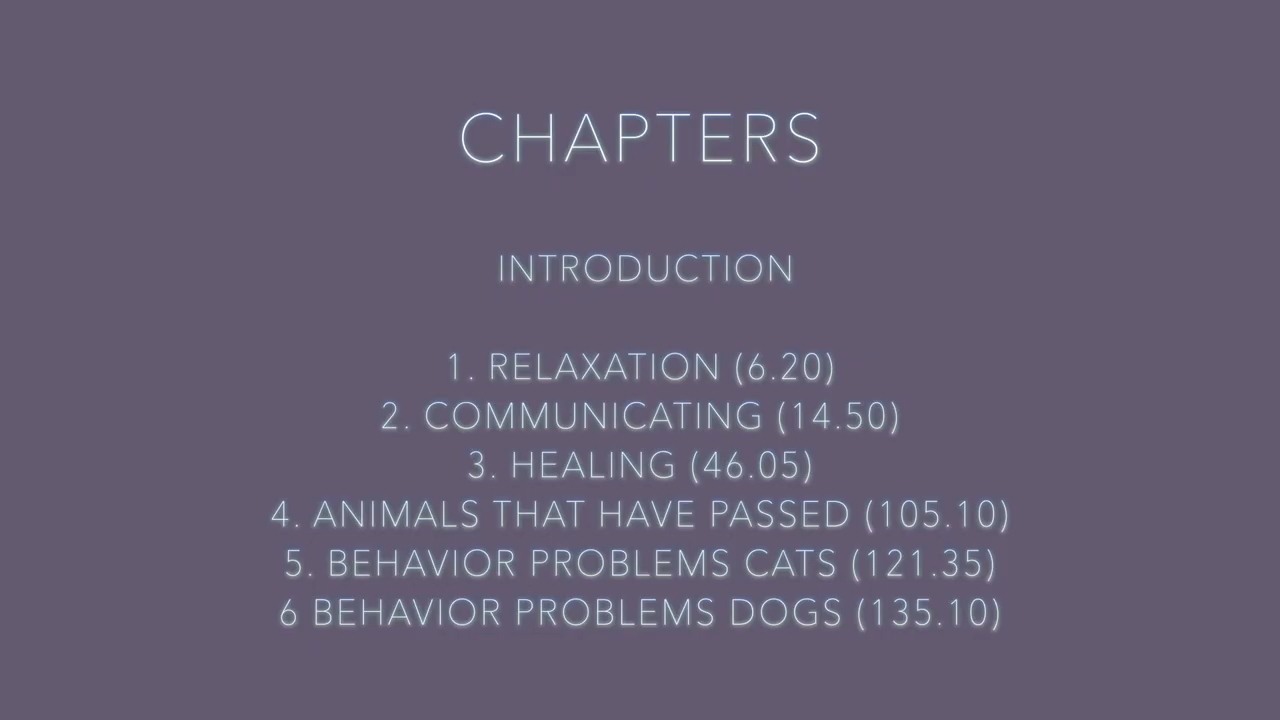 CHAPTERS
INTRODUCTION
1. RELAXATION (6.20)
2. COMMUNICATING (14.50)
3. HEALING (46.05)
4. ANIMALS THAT HAVE PASSED (105.10)
5. BEHAVIOR PROBLEMS CATS (121.35)
6 BEHAVIOR PROBLEMS DOGS (135.10)